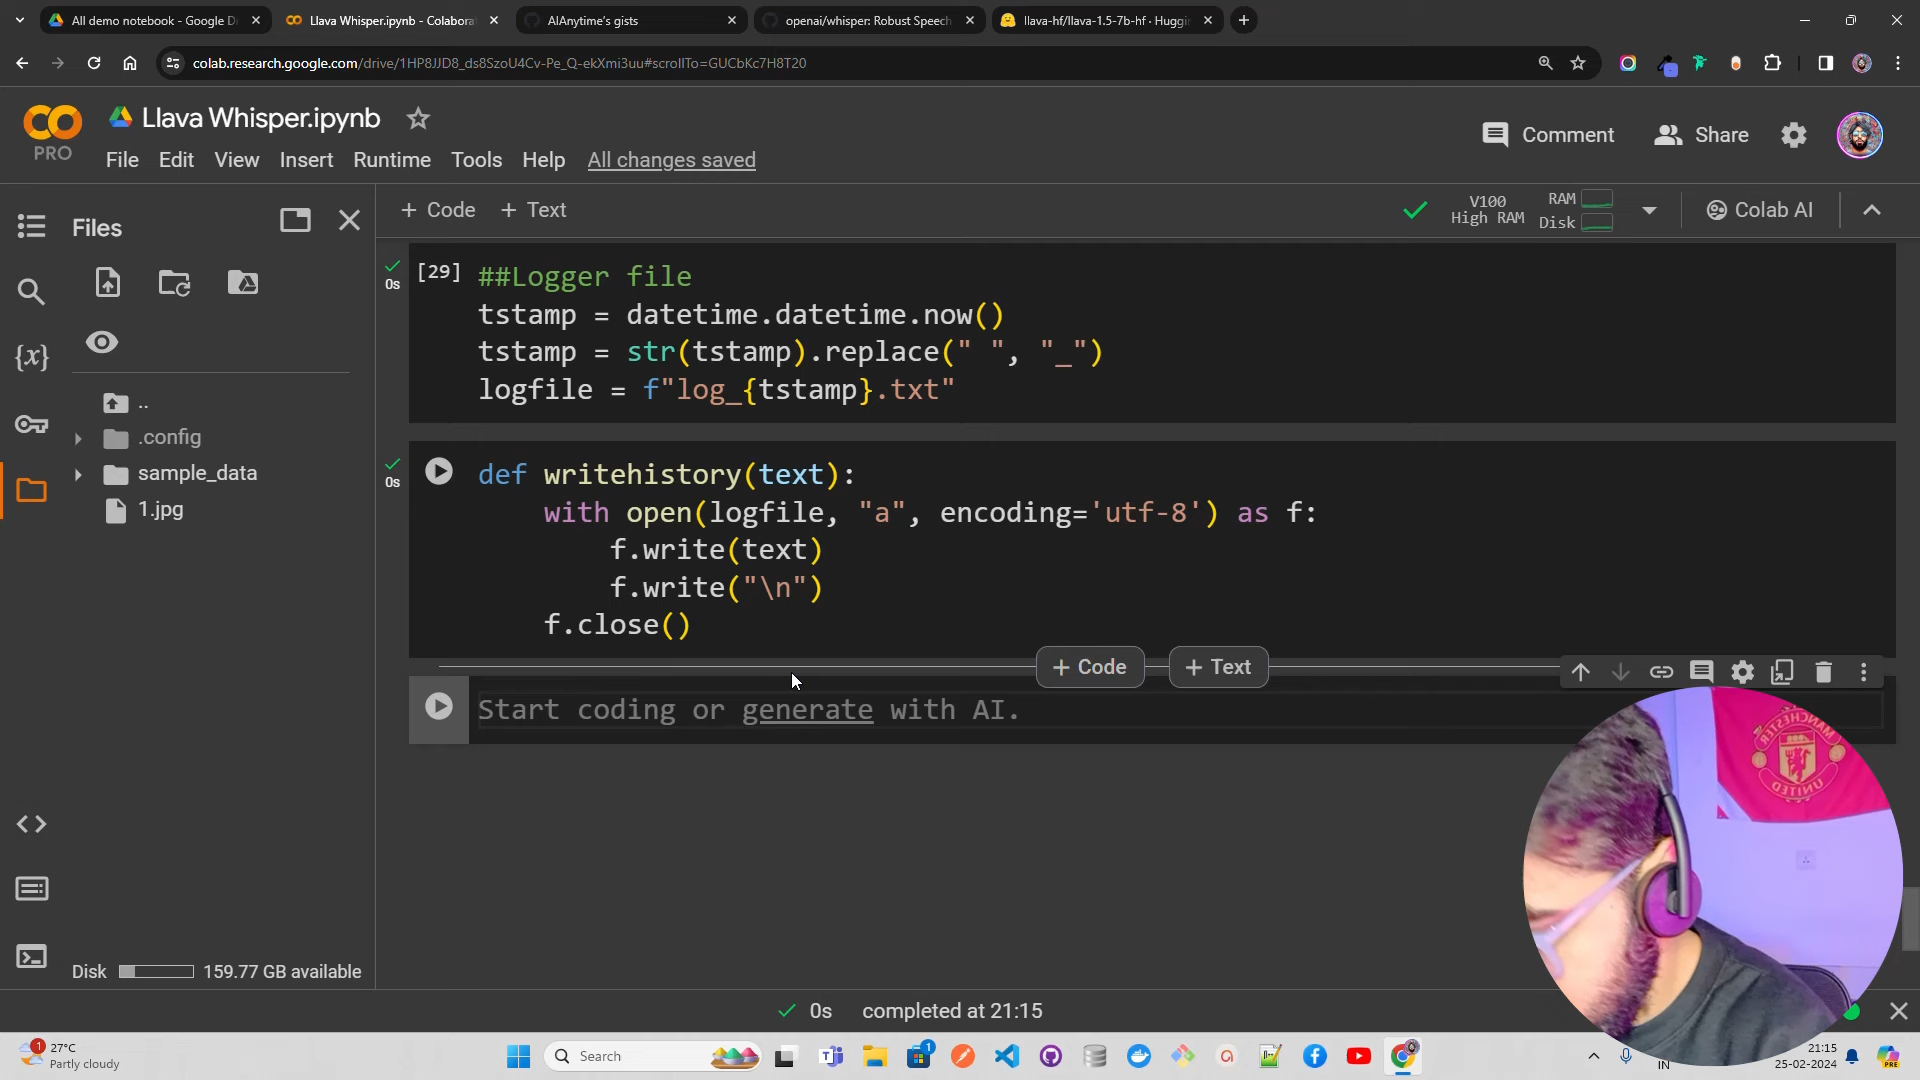 All demo notebook - Google D
Llava Whisper.ipynb - Colabora
AIAnytime's gists
openai/whisper: Robust Speech
llava-hf/llava-1.5-7b-hf · Huggin
colab.research.google.com/drive/1HP8JJD8_ds8SzoU4Cv-Pe_Q-ekXmi3uu#scrollTo=GUCbKc7H8T20
PRO
Llava Whisper.ipynb
File Edit View Insert Runtime Tools Help All changes saved
Comment
Share
Files
+ Code + Text
V100
High RAM
RAM
Disk
Colab AI
..
.config
sample_data
1.jpg
{x}
[29] ##Logger file
0s
tstamp = datetime.datetime.now()
tstamp = str(tstamp).replace(" ", "_")
logfile = f"log_{tstamp}.txt"
0s
def writehistory(text):
with open(logfile, "a", encoding='utf-8') as f:
f.write(text)
f.write("\n")
f.close()
+ Code
+ Text
Start coding or generate with AI.
MANCHESTER
UNITED
Disk 159.77 GB available
0s completed at 21:15
1
27°C
Partly cloudy
Search
1
IN
21:15
25-02-2024
PRE